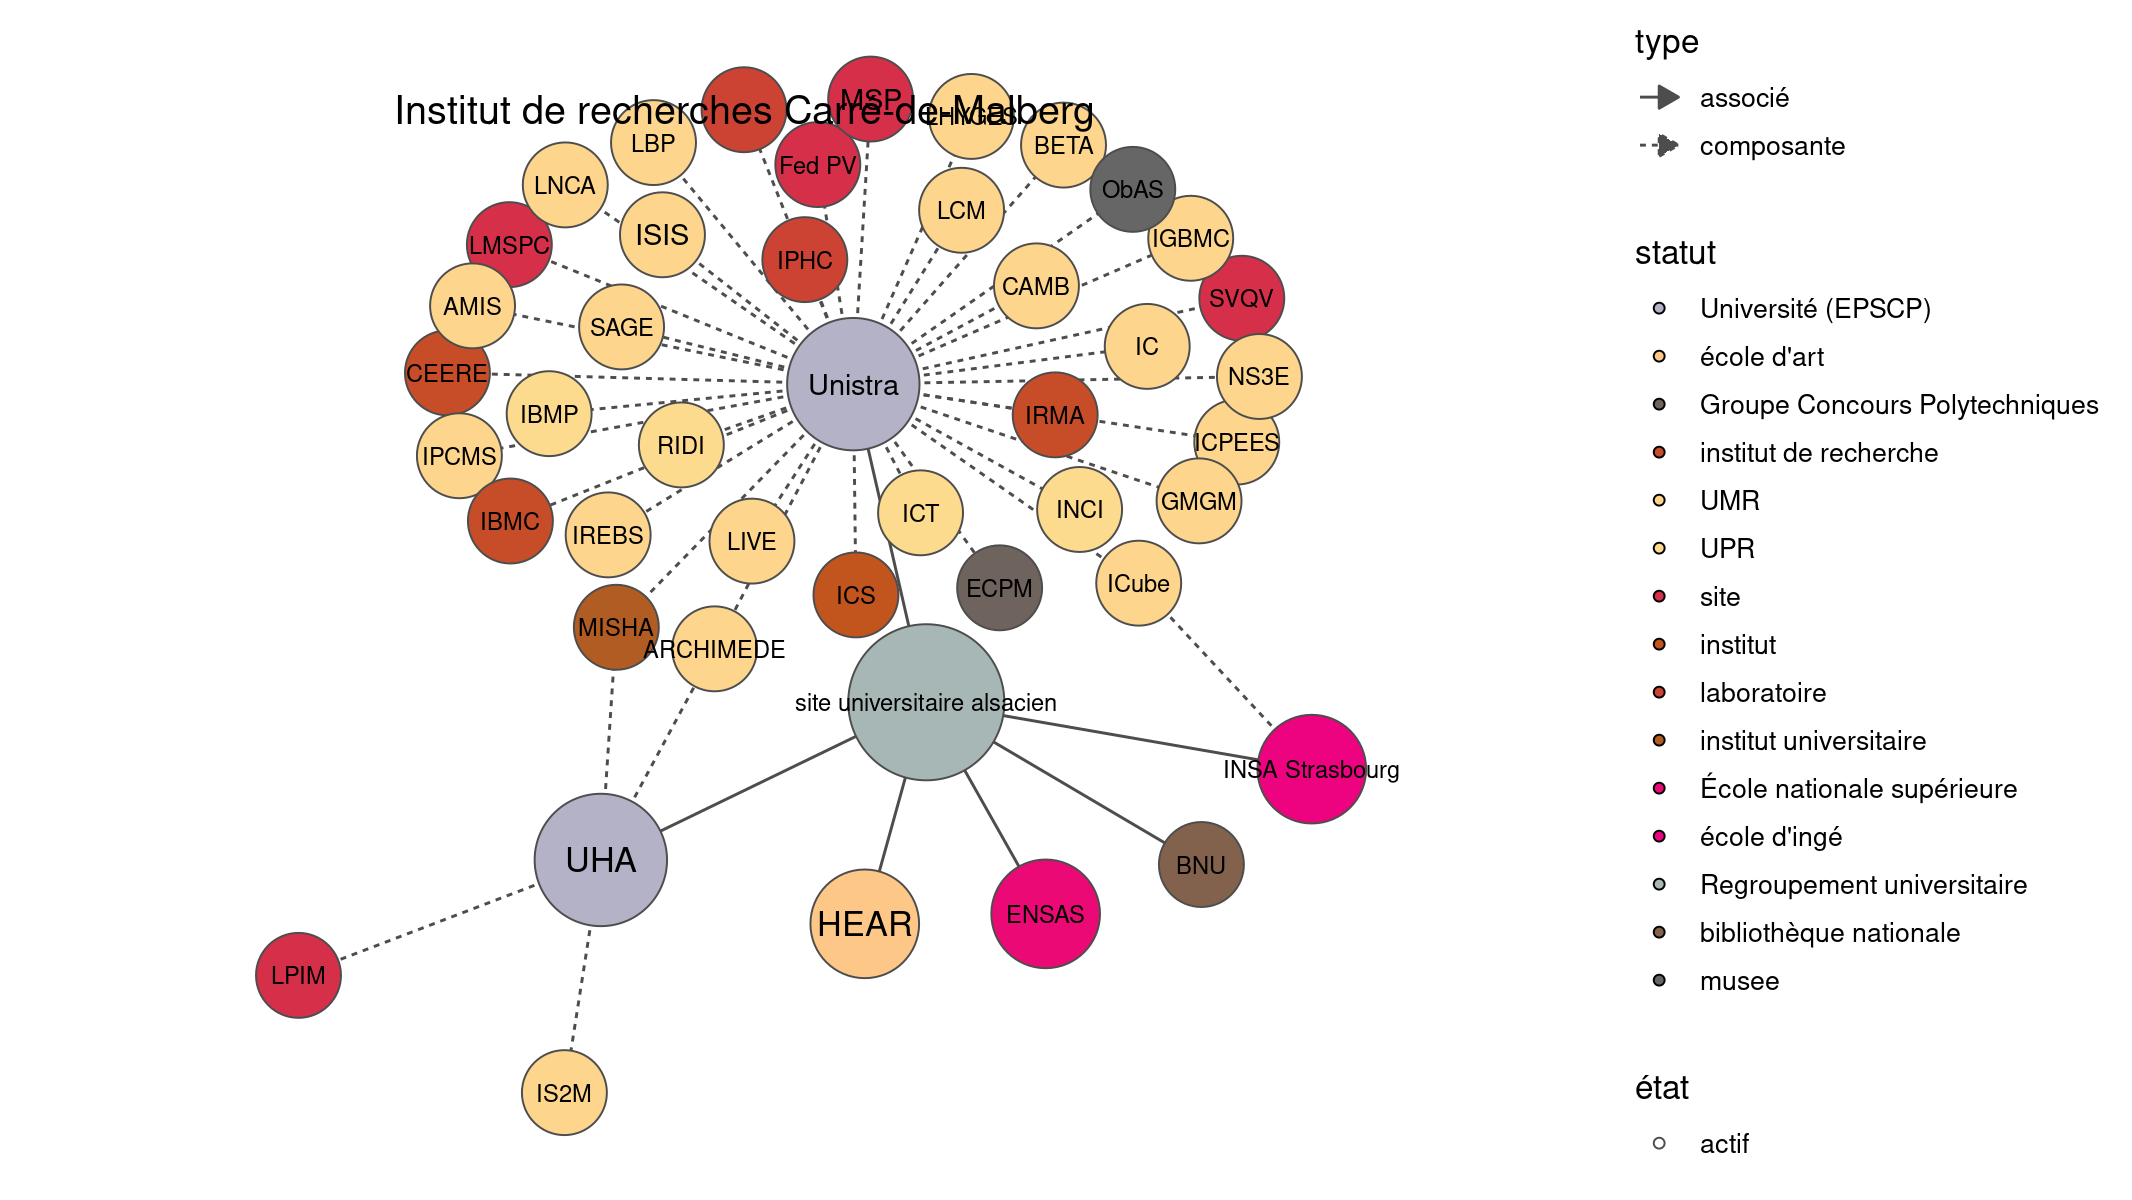 Institut de recherches Carré-de-Malberg
MSP
LHYGES
LBP
Fed PV
BETA
LNCA
ObAS
LCM
ISIS
LMSPC
IGBMC
IPHC
CAMB
SVQV
AMIS
SAGE
IC
CEERE
Unistra
NS3E
IBMP
IRMA
RIDI
ICPEES
IPCMS
GMGM
INCI
ICT
IBMC
IREBS
LIVE
ICube
ECPM
ICS
MISHA
ARCHIMEDE
site universitaire alsacien
INSA Strasbourg
UHA
BNU
ENSAS
HEAR
LPIM
IS2M
type
associé
composante
statut
Université (EPSCP)
école d'art
Groupe Concours Polytechniques
institut de recherche
UMR
UPR
site
institut
laboratoire
institut universitaire
École nationale supérieure
école d'ingé
Regroupement universitaire
bibliothèque nationale
musee
état
actif